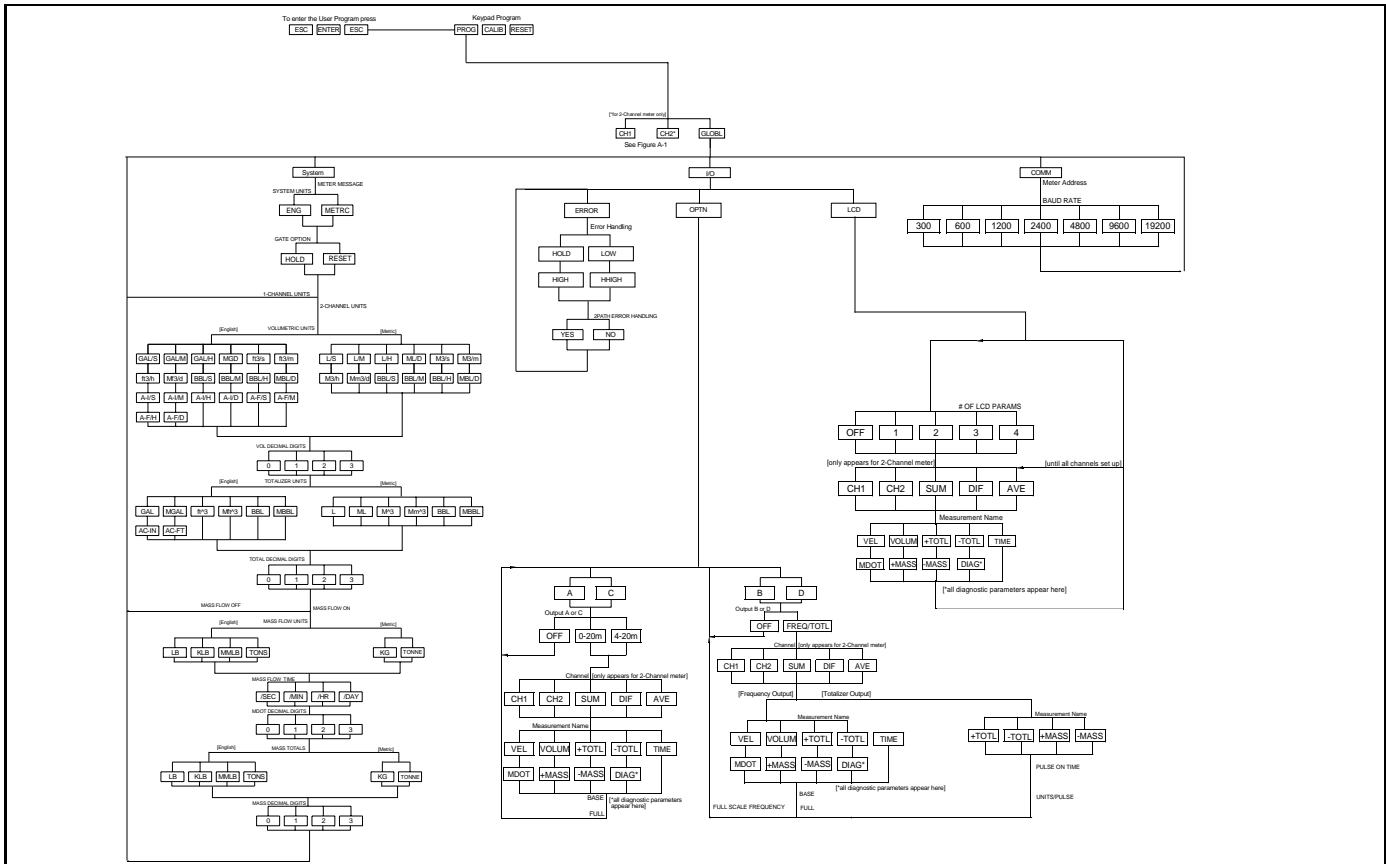 To enter the User Program press
Keypad Program
ESC ENTER ESC
PROG CALIB RESET
[*for 2-Channel meter only]
CH1 CH2* GLOBL
See Figure A-1
System
METER MESSAGE
SYSTEM UNITS
ENG METRC
GATE OPTION
HOLD RESET
1-CHANNEL UNITS
2-CHANNEL UNITS
[English] [Metric]
VOLUMETRIC UNITS
GAL/S GAL/M GAL/H MGD ft3/s ft3/m
ft3/h Mf3/d BBL/S BBL/M BBL/H MBL/D
A-I/S A-I/M A-I/H A-I/D A-F/S A-F/M
A-F/H A-F/D
L/S L/M L/H ML/D M3/s M3/m
M3/h Mm3/d BBL/S BBL/M BBL/H MBL/D
VOL DECIMAL DIGITS
0 1 2 3
[English] TOTALIZER UNITS [Metric]
GAL MGAL ft^3 Mft^3 BBL MBBL
AC-IN AC-FT
L ML M^3 Mm^3 BBL MBBL
TOTAL DECIMAL DIGITS
0 1 2 3
MASS FLOW OFF
MASS FLOW ON
MASS FLOW UNITS
[English] [Metric]
LB KLB MMLB TONS
KG TONNE
MASS FLOW TIME
/SEC /MIN /HR /DAY
MDOT DECIMAL DIGITS
0 1 2 3
[English] MASS TOTALS [Metric]
LB KLB MMLB TONS
KG TONNE
MASS DECIMAL DIGITS
0 1 2 3
I/O
ERROR
Error Handling
HOLD LOW
HIGH HHIGH
2PATH ERROR HANDLING
YES NO
OPTN
A C
Output A or C
OFF 0-20m 4-20m
Channel [only appears for 2-Channel meter]
CH1 CH2 SUM DIF AVE
Measurement Name
VEL VOLUM +TOTL -TOTL TIME
MDOT +MASS -MASS DIAG*
BASE
[*all diagnostic parameters
appear here]
FULL
B D
Output B or D
OFF FREQ/TOTL
Channel [only appears for 2-Channel meter]
CH1 CH2 SUM DIF AVE
[Frequency Output] [Totalizer Output]
Measurement Name
VEL VOLUM +TOTL -TOTL TIME
MDOT +MASS -MASS DIAG*
[*all diagnostic parameters appear here]
BASE
FULL SCALE FREQUENCY FULL
Measurement Name
+TOTL -TOTL +MASS -MASS
PULSE ON TIME
UNITS/PULSE
LCD
# OF LCD PARAMS
OFF 1 2 3 4
[only appears for 2-Channel meter]
[until all channels set up]
CH1 CH2 SUM DIF AVE
Measurement Name
VEL VOLUM +TOTL -TOTL TIME
MDOT +MASS -MASS DIAG*
[*all diagnostic parameters appear here]
COMM
Meter Address
BAUD RATE
300 600 1200 2400 4800 9600 19200